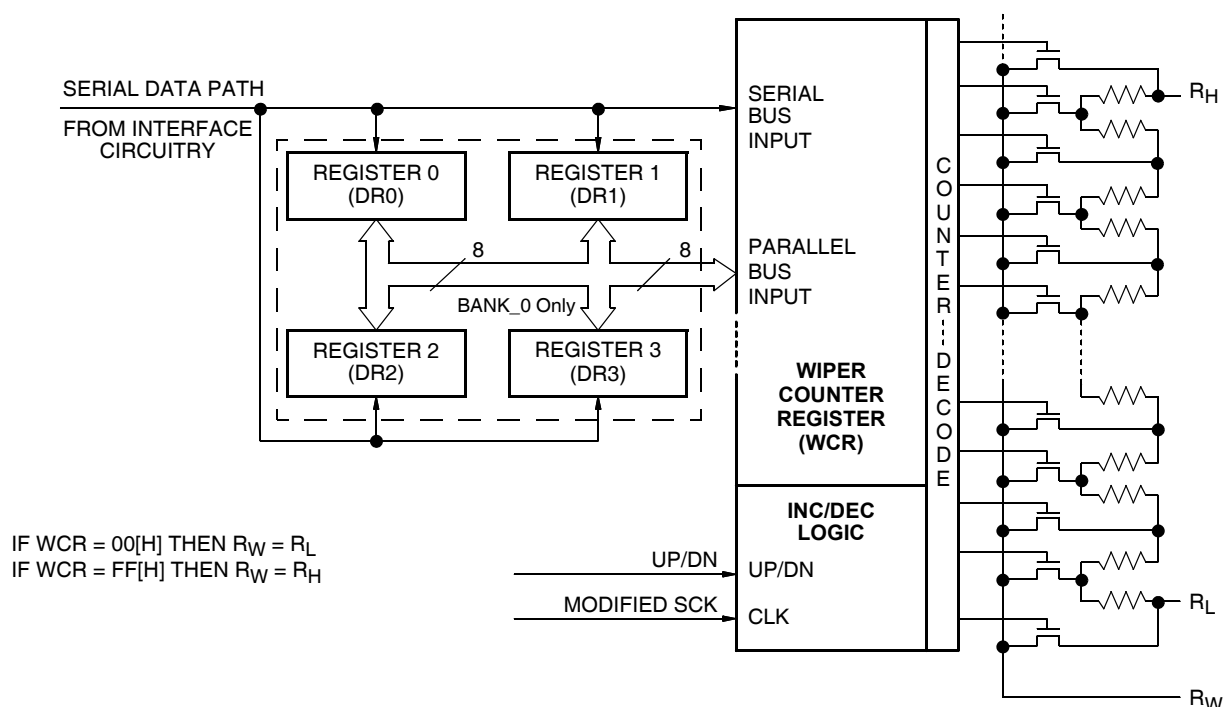 SERIAL DATA PATH
FROM INTERFACE
CIRCUITRY
REGISTER 0
(DR0)
REGISTER 1
(DR1)
8
8
BANK_0 Only
REGISTER 2
(DR2)
REGISTER 3
(DR3)
SERIAL
BUS
INPUT
PARALLEL
BUS
INPUT
WIPER
COUNTER
REGISTER
(WCR)
INC/DEC
LOGIC
UP/DN
UP/DN
MODIFIED SCK
CLK
COUNTER
DECODE
RH
RL
RW
IF WCR = 00[H] THEN RW = RL
IF WCR = FF[H] THEN RW = RH